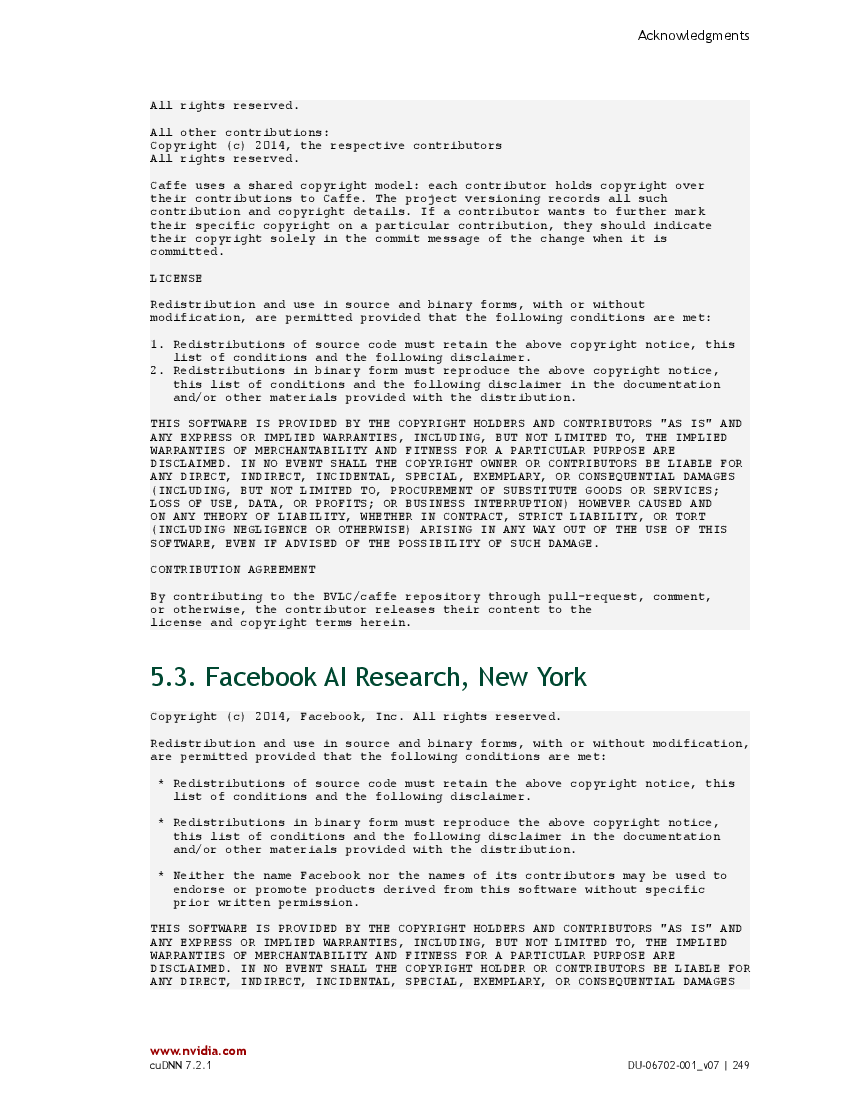 Acknowledgments
All rights reserved.
All other contributions:
Copyright (c) 2014, the respective contributors
All rights reserved.
Caffe uses a shared copyright model: each contributor holds copyright over
their contributions to Caffe. The project versioning records all such
contribution and copyright details. If a contributor wants to further mark
their specific copyright on a particular contribution, they should indicate
their copyright solely in the commit message of the change when it is
committed.
LICENSE
Redistribution and use in source and binary forms, with or without
modification, are permitted provided that the following conditions are met:
1. Redistributions of source code must retain the above copyright notice, this
list of conditions and the following disclaimer.
2. Redistributions in binary form must reproduce the above copyright notice,
this list of conditions and the following disclaimer in the documentation
and/or other materials provided with the distribution.
THIS SOFTWARE IS PROVIDED BY THE COPYRIGHT HOLDERS AND CONTRIBUTORS "AS IS" AND
ANY EXPRESS OR IMPLIED WARRANTIES, INCLUDING, BUT NOT LIMITED TO, THE IMPLIED
WARRANTIES OF MERCHANTABILITY AND FITNESS FOR A PARTICULAR PURPOSE ARE
DISCLAIMED. IN NO EVENT SHALL THE COPYRIGHT OWNER OR CONTRIBUTORS BE LIABLE FOR
ANY DIRECT, INDIRECT, INCIDENTAL, SPECIAL, EXEMPLARY, OR CONSEQUENTIAL DAMAGES
(INCLUDING, BUT NOT LIMITED TO, PROCUREMENT OF SUBSTITUTE GOODS OR SERVICES;
LOSS OF USE, DATA, OR PROFITS; OR BUSINESS INTERRUPTION) HOWEVER CAUSED AND
ON ANY THEORY OF LIABILITY, WHETHER IN CONTRACT, STRICT LIABILITY, OR TORT
(INCLUDING NEGLIGENCE OR OTHERWISE) ARISING IN ANY WAY OUT OF THE USE OF THIS
SOFTWARE, EVEN IF ADVISED OF THE POSSIBILITY OF SUCH DAMAGE.
CONTRIBUTION AGREEMENT
By contributing to the BVLC/caffe repository through pull-request, comment,
or otherwise, the contributor releases their content to the
license and copyright terms herein.
5.3. Facebook AI Research, New York
Copyright (c) 2014, Facebook, Inc. All rights reserved.
Redistribution and use in source and binary forms, with or without modification,
are permitted provided that the following conditions are met:
* Redistributions of source code must retain the above copyright notice, this
list of conditions and the following disclaimer.
* Redistributions in binary form must reproduce the above copyright notice,
this list of conditions and the following disclaimer in the documentation
and/or other materials provided with the distribution.
* Neither the name Facebook nor the names of its contributors may be used to
endorse or promote products derived from this software without specific
prior written permission.
THIS SOFTWARE IS PROVIDED BY THE COPYRIGHT HOLDERS AND CONTRIBUTORS "AS IS" AND
ANY EXPRESS OR IMPLIED WARRANTIES, INCLUDING, BUT NOT LIMITED TO, THE IMPLIED
WARRANTIES OF MERCHANTABILITY AND FITNESS FOR A PARTICULAR PURPOSE ARE
DISCLAIMED. IN NO EVENT SHALL THE COPYRIGHT HOLDER OR CONTRIBUTORS BE LIABLE FOR
ANY DIRECT, INDIRECT, INCIDENTAL, SPECIAL, EXEMPLARY, OR CONSEQUENTIAL DAMAGES
www.nvidia.com
cuDNN 7.2.1
DU-06702-001_v07 | 249